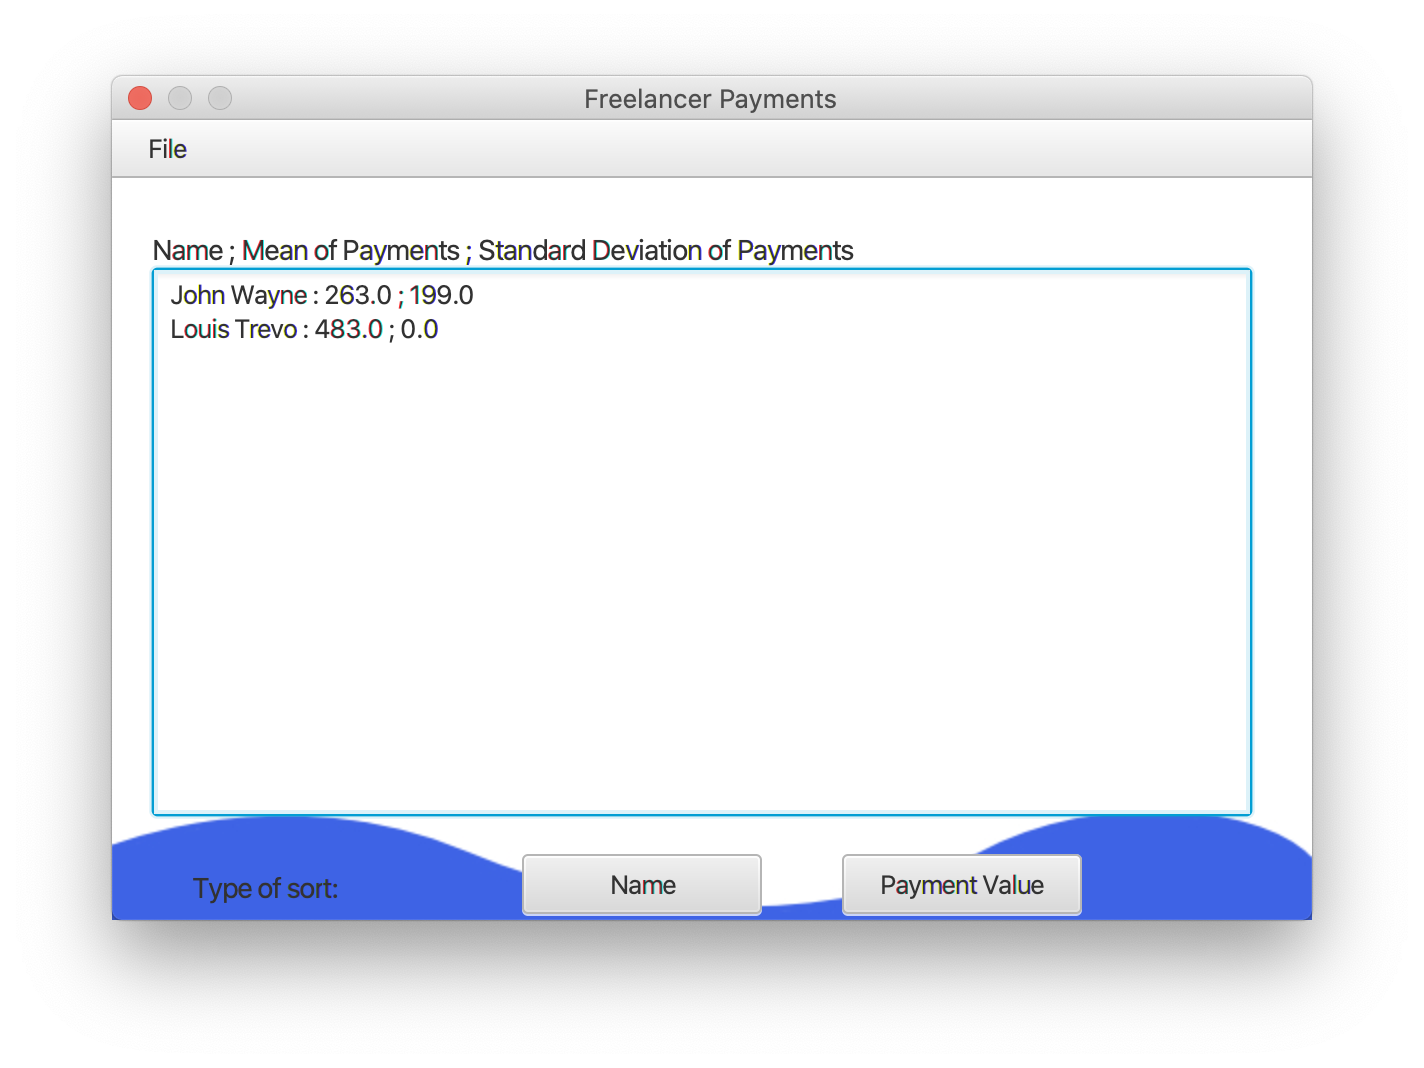 Freelancer Payments
File
Name ; Mean of Payments ; Standard Deviation of Payments
John Wayne : 263.0 ; 199.0
Louis Trevo : 483.0 ; 0.0
Type of sort:
Name
Payment Value